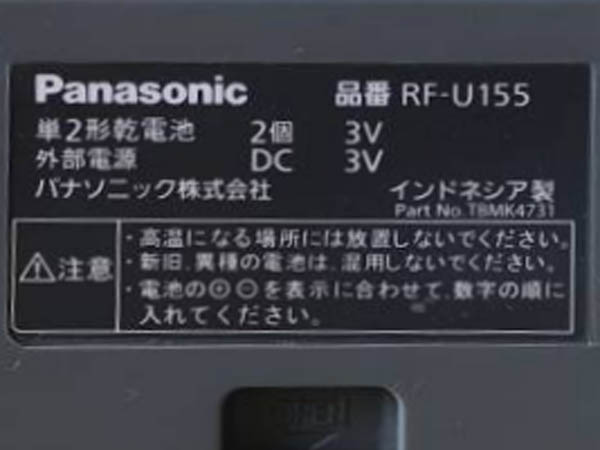 Panasonic 品番 RF-U155
単2形乾電池 2個 3V
外部電源 DC 3V
パナソニック株式会社 インドネシア製
Part No.TBMK4731
⚠注意
・高温になる場所には放置しないでください。
・新旧、異種の電池は、混用しないでください。
・電池の⊕⊖を表示に合わせて、数字の順に
入れてください。
OPEN